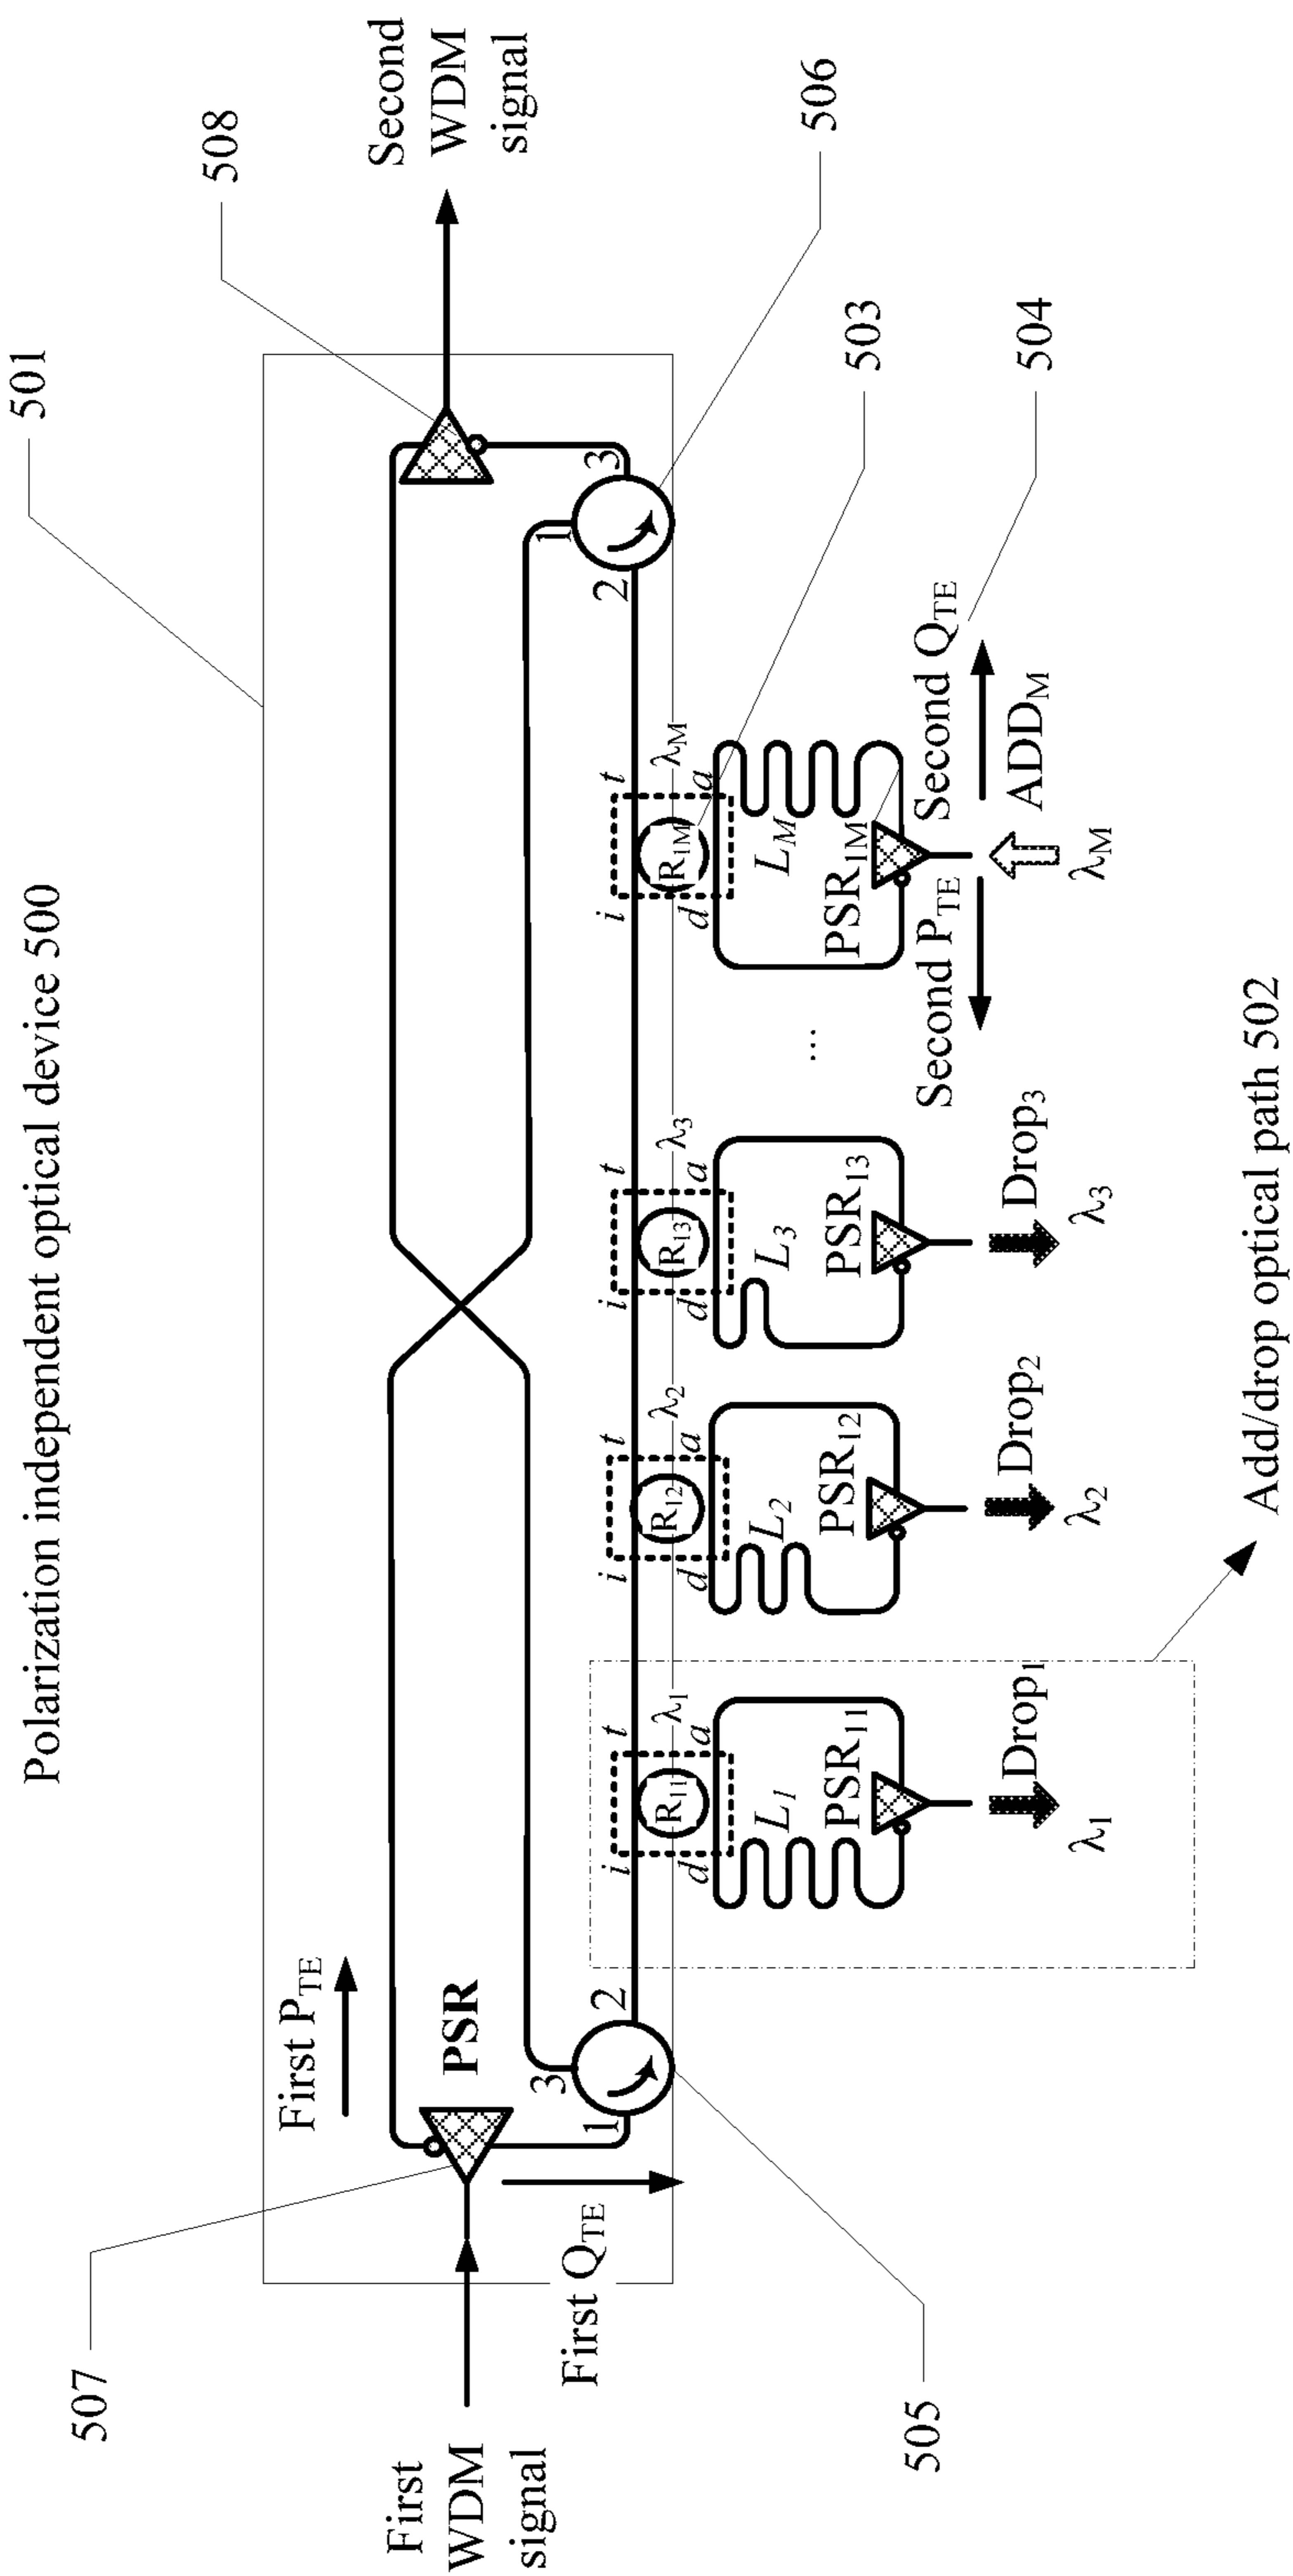 Polarization independent optical device 500
501
508
Second
WDM
signal
First P_TE
507
PSR
First
WDM
signal
First Q_TE
1
3
2
505
1
2
3
506
i
t
R_11
λ_1
d
a
L_1
PSR_11
Drop_1
λ_1
i
t
R_12
λ_2
d
a
L_2
PSR_12
Drop_2
λ_2
i
t
R_13
λ_3
d
a
L_3
PSR_13
Drop_3
λ_3
...
i
t
R_1M
λ_M
d
a
L_M
PSR_1M
503
Second P_TE
Second Q_TE
504
ADD_M
λ_M
Add/drop optical path 502